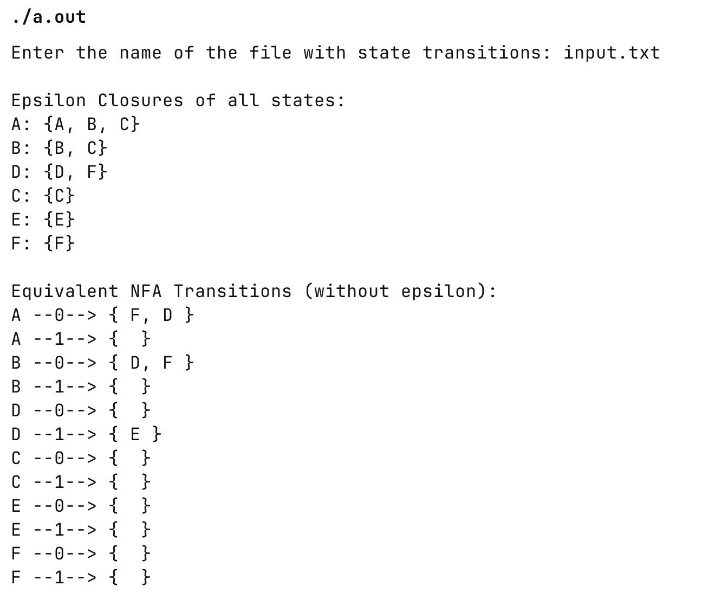 ./a.out
Enter the name of the file with state transitions: input.txt
Epsilon Closures of all states:
A: {A, B, C}
B: {B, C}
D: {D, F}
C: {C}
E: {E}
F: {F}
Equivalent NFA Transitions (without epsilon):
A --0--> { F, D }
A --1--> {  }
B --0--> { D, F }
B --1--> {  }
D --0--> {  }
D --1--> { E }
C --0--> {  }
C --1--> {  }
E --0--> {  }
E --1--> {  }
F --0--> {  }
F --1--> {  }